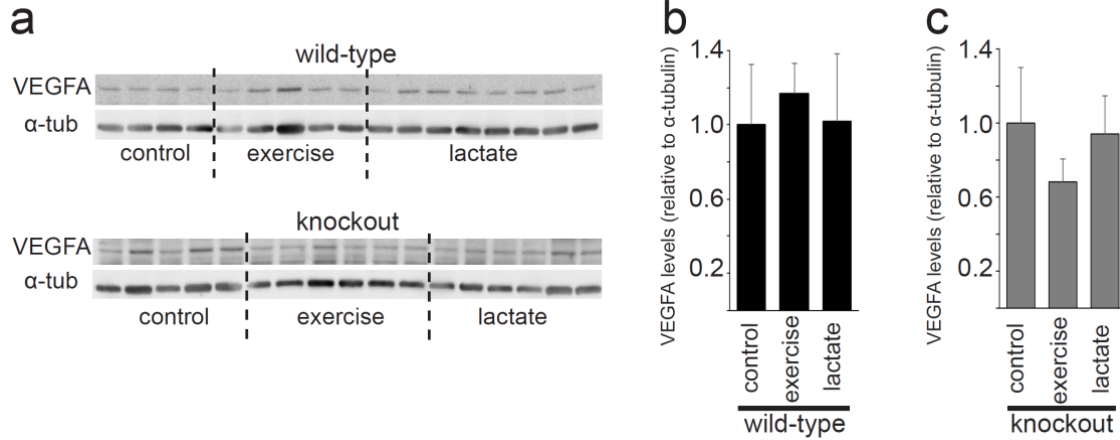 a
wild-type
VEGFA
α-tub
control exercise lactate
knockout
VEGFA
α-tub
control exercise lactate
b
VEGFA levels (relative to α-tubulin)
1.4
1.0
0.6
0.2
control
exercise
lactate
wild-type
c
VEGFA levels (relative to α-tubulin)
1.4
1.0
0.6
0.2
control
exercise
lactate
knockout